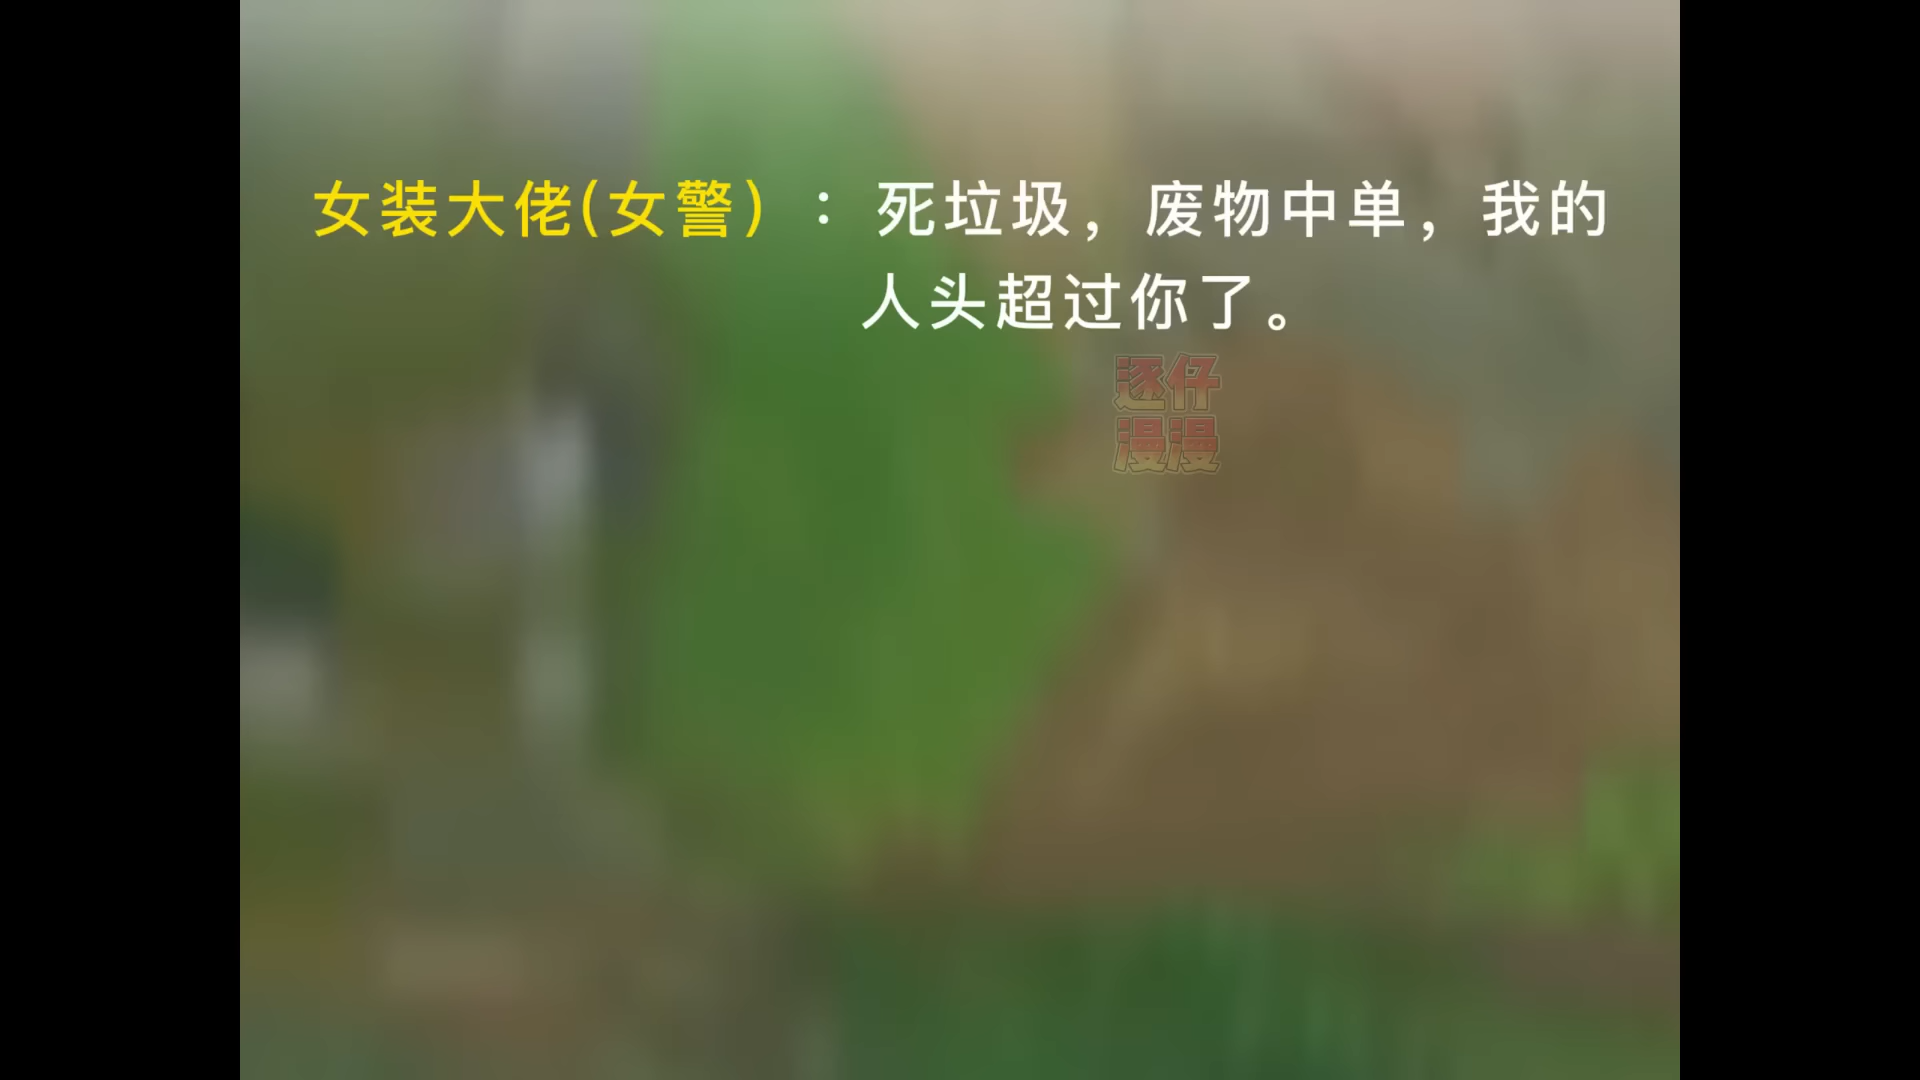 女装大佬(女警)：死垃圾，废物中单，我的
人头超过你了。
逐仔
漫漫